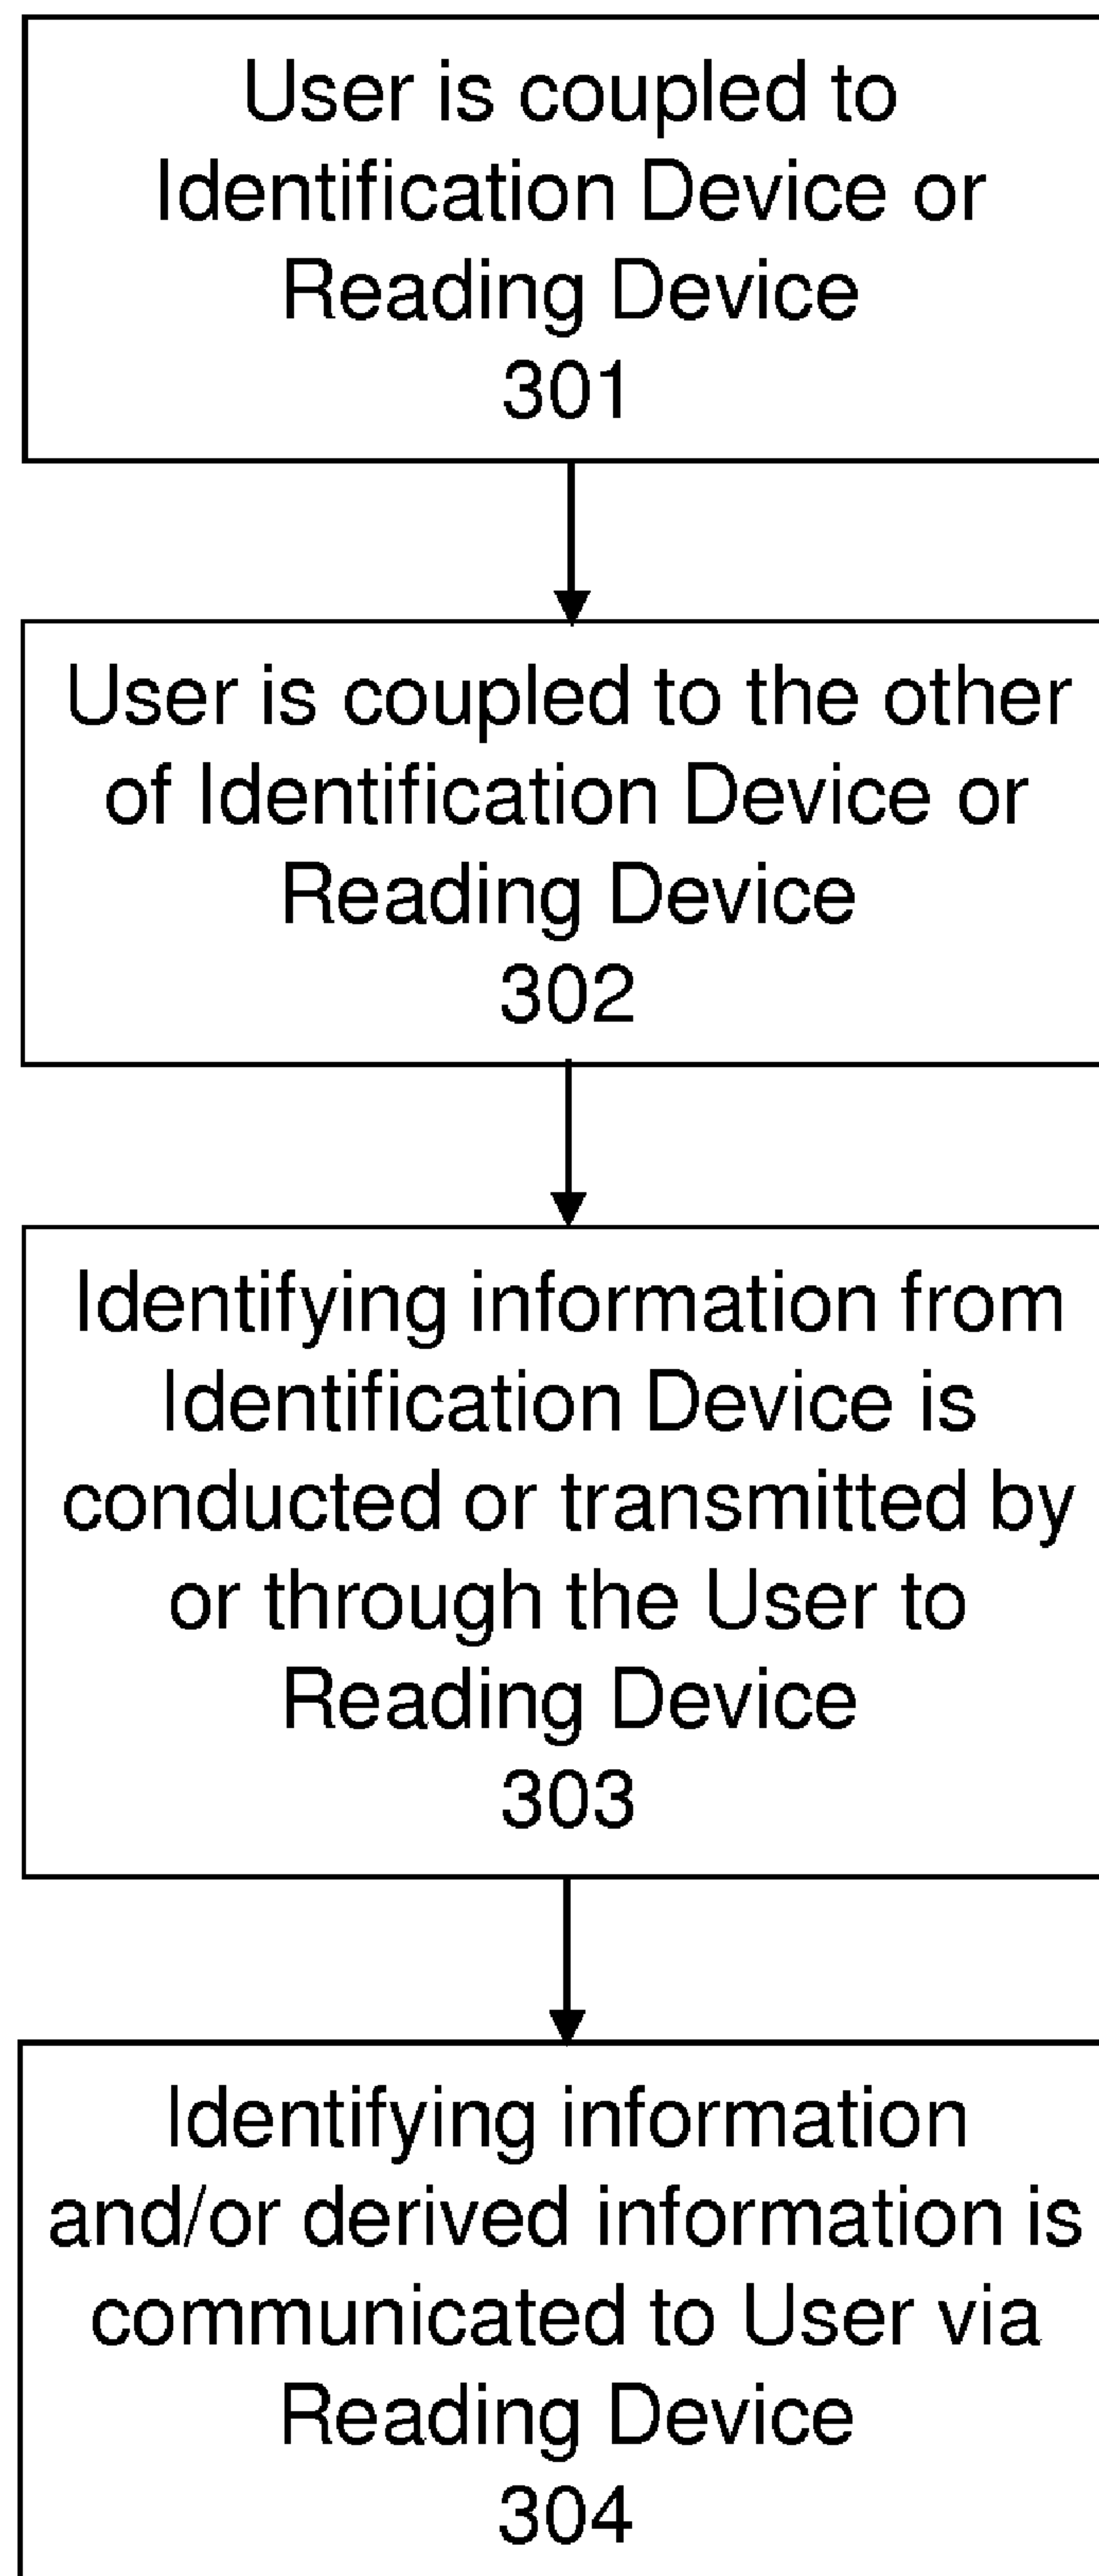 User is coupled to
Identification Device or
Reading Device
301
User is coupled to the other
of Identification Device or
Reading Device
302
Identifying information from
Identification Device is
conducted or transmitted by
or through the User to
Reading Device
303
Identifying information
and/or derived information is
communicated to User via
Reading Device
304